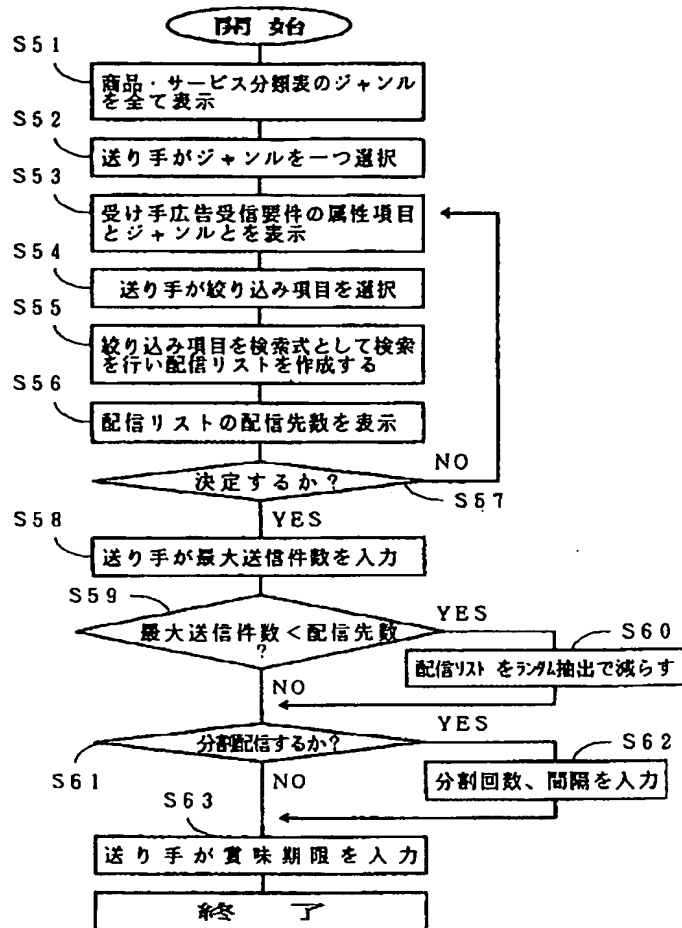 開 始
S51
商品・サービス分類表のジャンル
を全て表示
S52
送り手がジャンルを一つ選択
S53
受け手広告受信要件の属性項目
とジャンルとを表示
S54
送り手が絞り込み項目を選択
S55
絞り込み項目を検索式として検索
を行い配信リストを作成する
S56
配信リストの配信先数を表示
NO
決定するか?
S57
YES
S58
送り手が最大送信件数を入力
S59
最大送信件数<配信先数
?
YES
S60
配信リスト をランダム抽出で減らす
NO
分割配信するか?
YES
S61
S62
分割回数、間隔を入力
NO
S63
送り手が賞味期限を入力
終 了